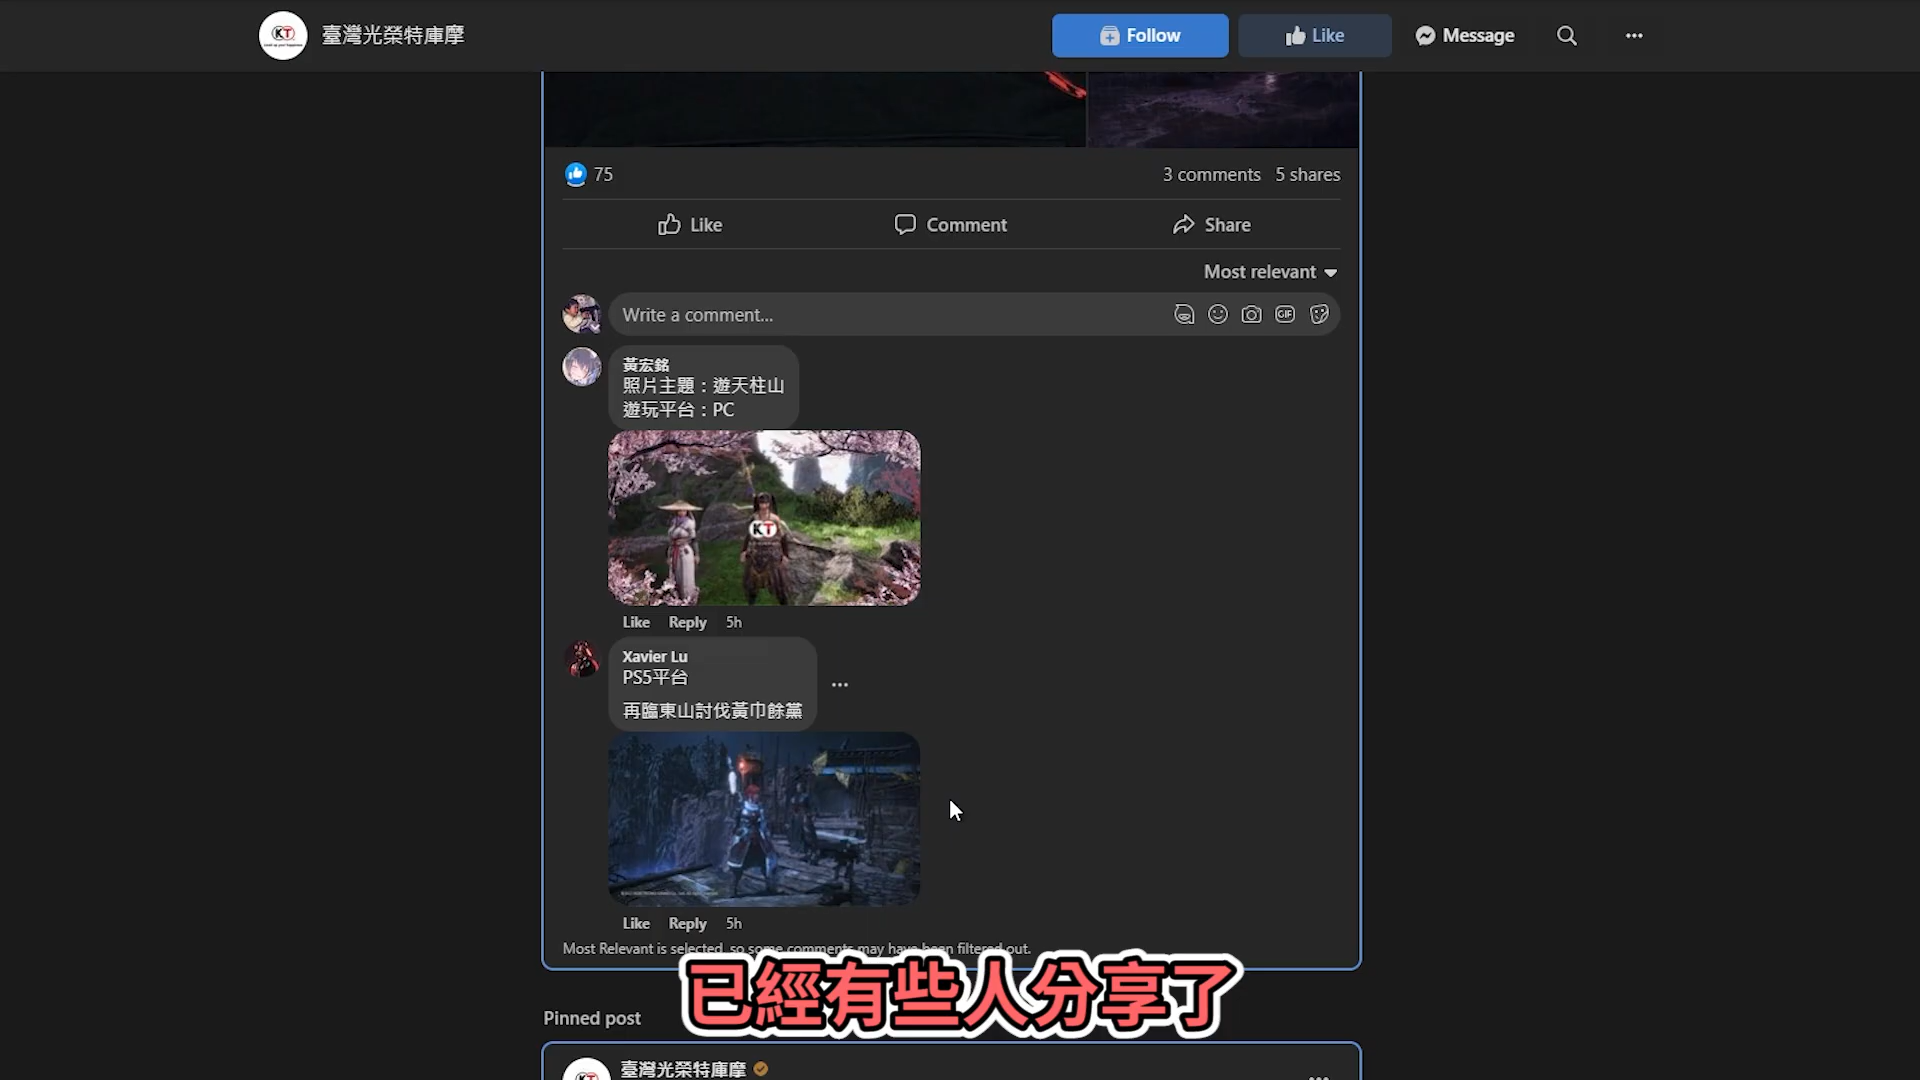 KT
臺灣光榮特庫摩
Follow
Like
Message
75
3 comments
5 shares
Like
Comment
Share
Most relevant
Write a comment...
GIF
黃宏銘
照片主題：遊天柱山
遊玩平台：PC
KT
Like
Reply
5h
Xavier Lu
PS5平台
再臨東山討伐黃巾餘黨
Like
Reply
5h
Most Relevant is selected, so some comments may have been filtered out.
已經有些人分享了
Pinned post
臺灣光榮特庫摩